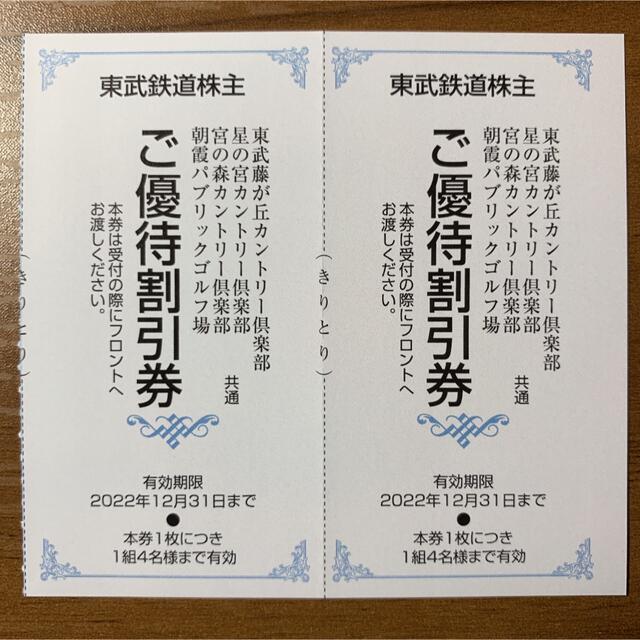 東武鉄道株主
東武藤が丘カントリー倶楽部
星の宮カントリー倶楽部
宮の森カントリー倶楽部
朝霞パブリックゴルフ場
共通
ご優待割引券
本券は受付の際にフロントへ
お渡しください。
(きりとり)
有効期限
2022年12月31日まで
本券1枚につき
1組4名様まで有効
東武鉄道株主
東武藤が丘カントリー倶楽部
星の宮カントリー倶楽部
宮の森カントリー倶楽部
朝霞パブリックゴルフ場
共通
ご優待割引券
本券は受付の際にフロントへ
お渡しください。
(きりとり)
有効期限
2022年12月31日まで
本券1枚につき
1組4名様まで有効